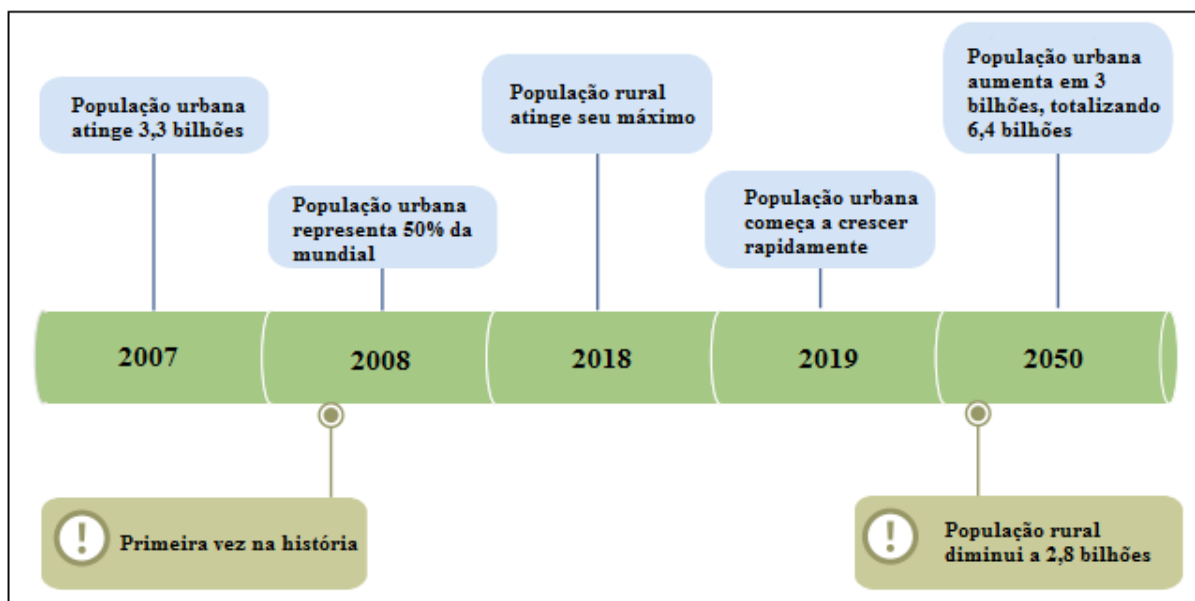 População urbana
atinge 3,3 bilhões
População urbana
representa 50% da
mundial
População rural
atinge seu máximo
População urbana
começa a crescer
rapidamente
População urbana
aumenta em 3
bilhões, totalizando
6,4 bilhões
2007
2008
2018
2019
2050
Primeira vez na história
População rural
diminui a 2,8 bilhões